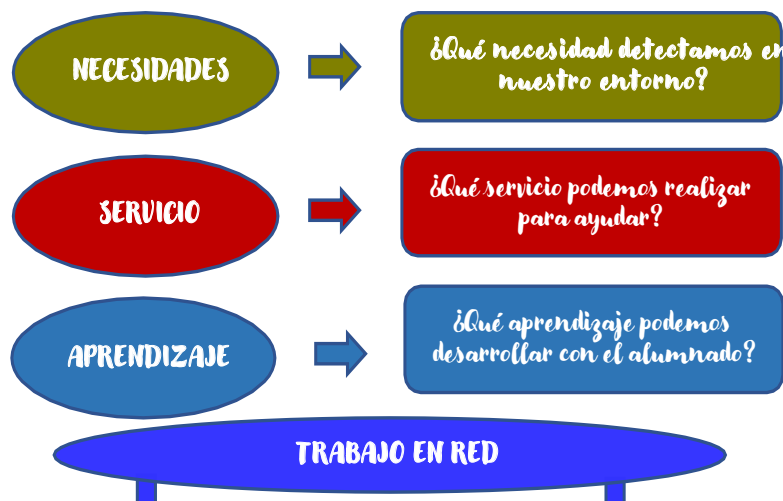 NECESIDADES
¿Qué necesidad detectamos en
nuestro entorno?
SERVICIO
¿Qué servicio podemos realizar
para ayudar?
APRENDIZAJE
¿Qué aprendizaje podemos
desarrollar con el alumnado?
TRABAJO EN RED